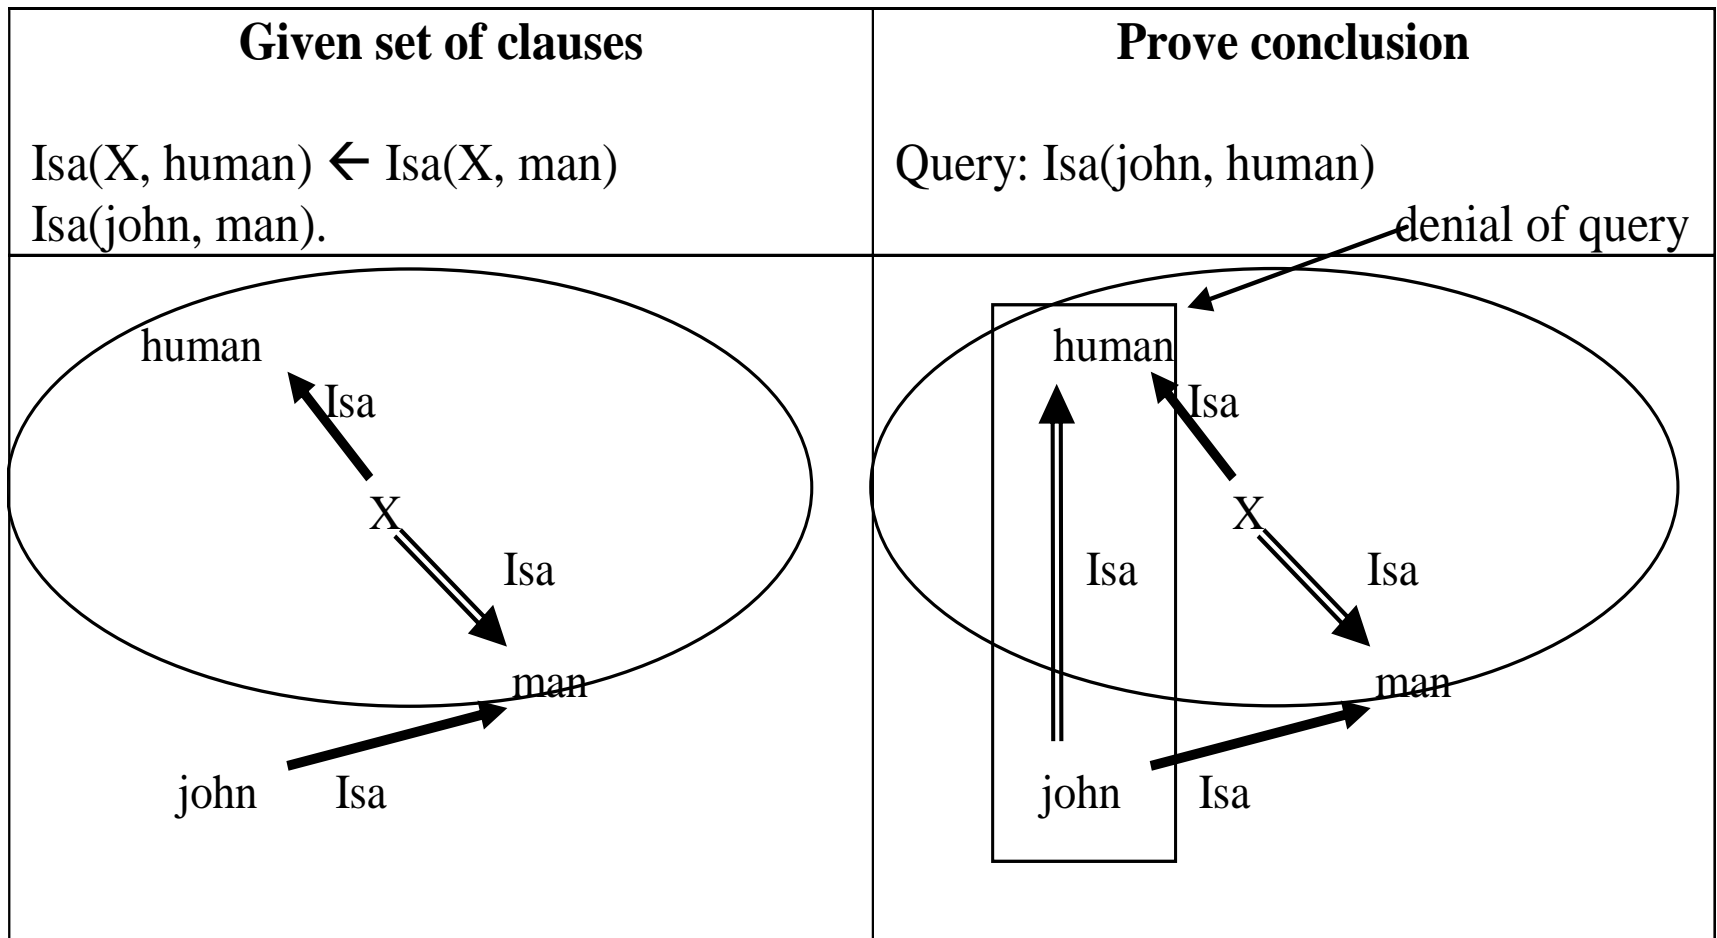 Given set of clauses
Isa(X, human) ← Isa(X, man)
Isa(john, man).
Prove conclusion
Query: Isa(john, human)
denial of query
human
Isa
X
Isa
man
john Isa
human
Isa
X
Isa Isa
man
john Isa